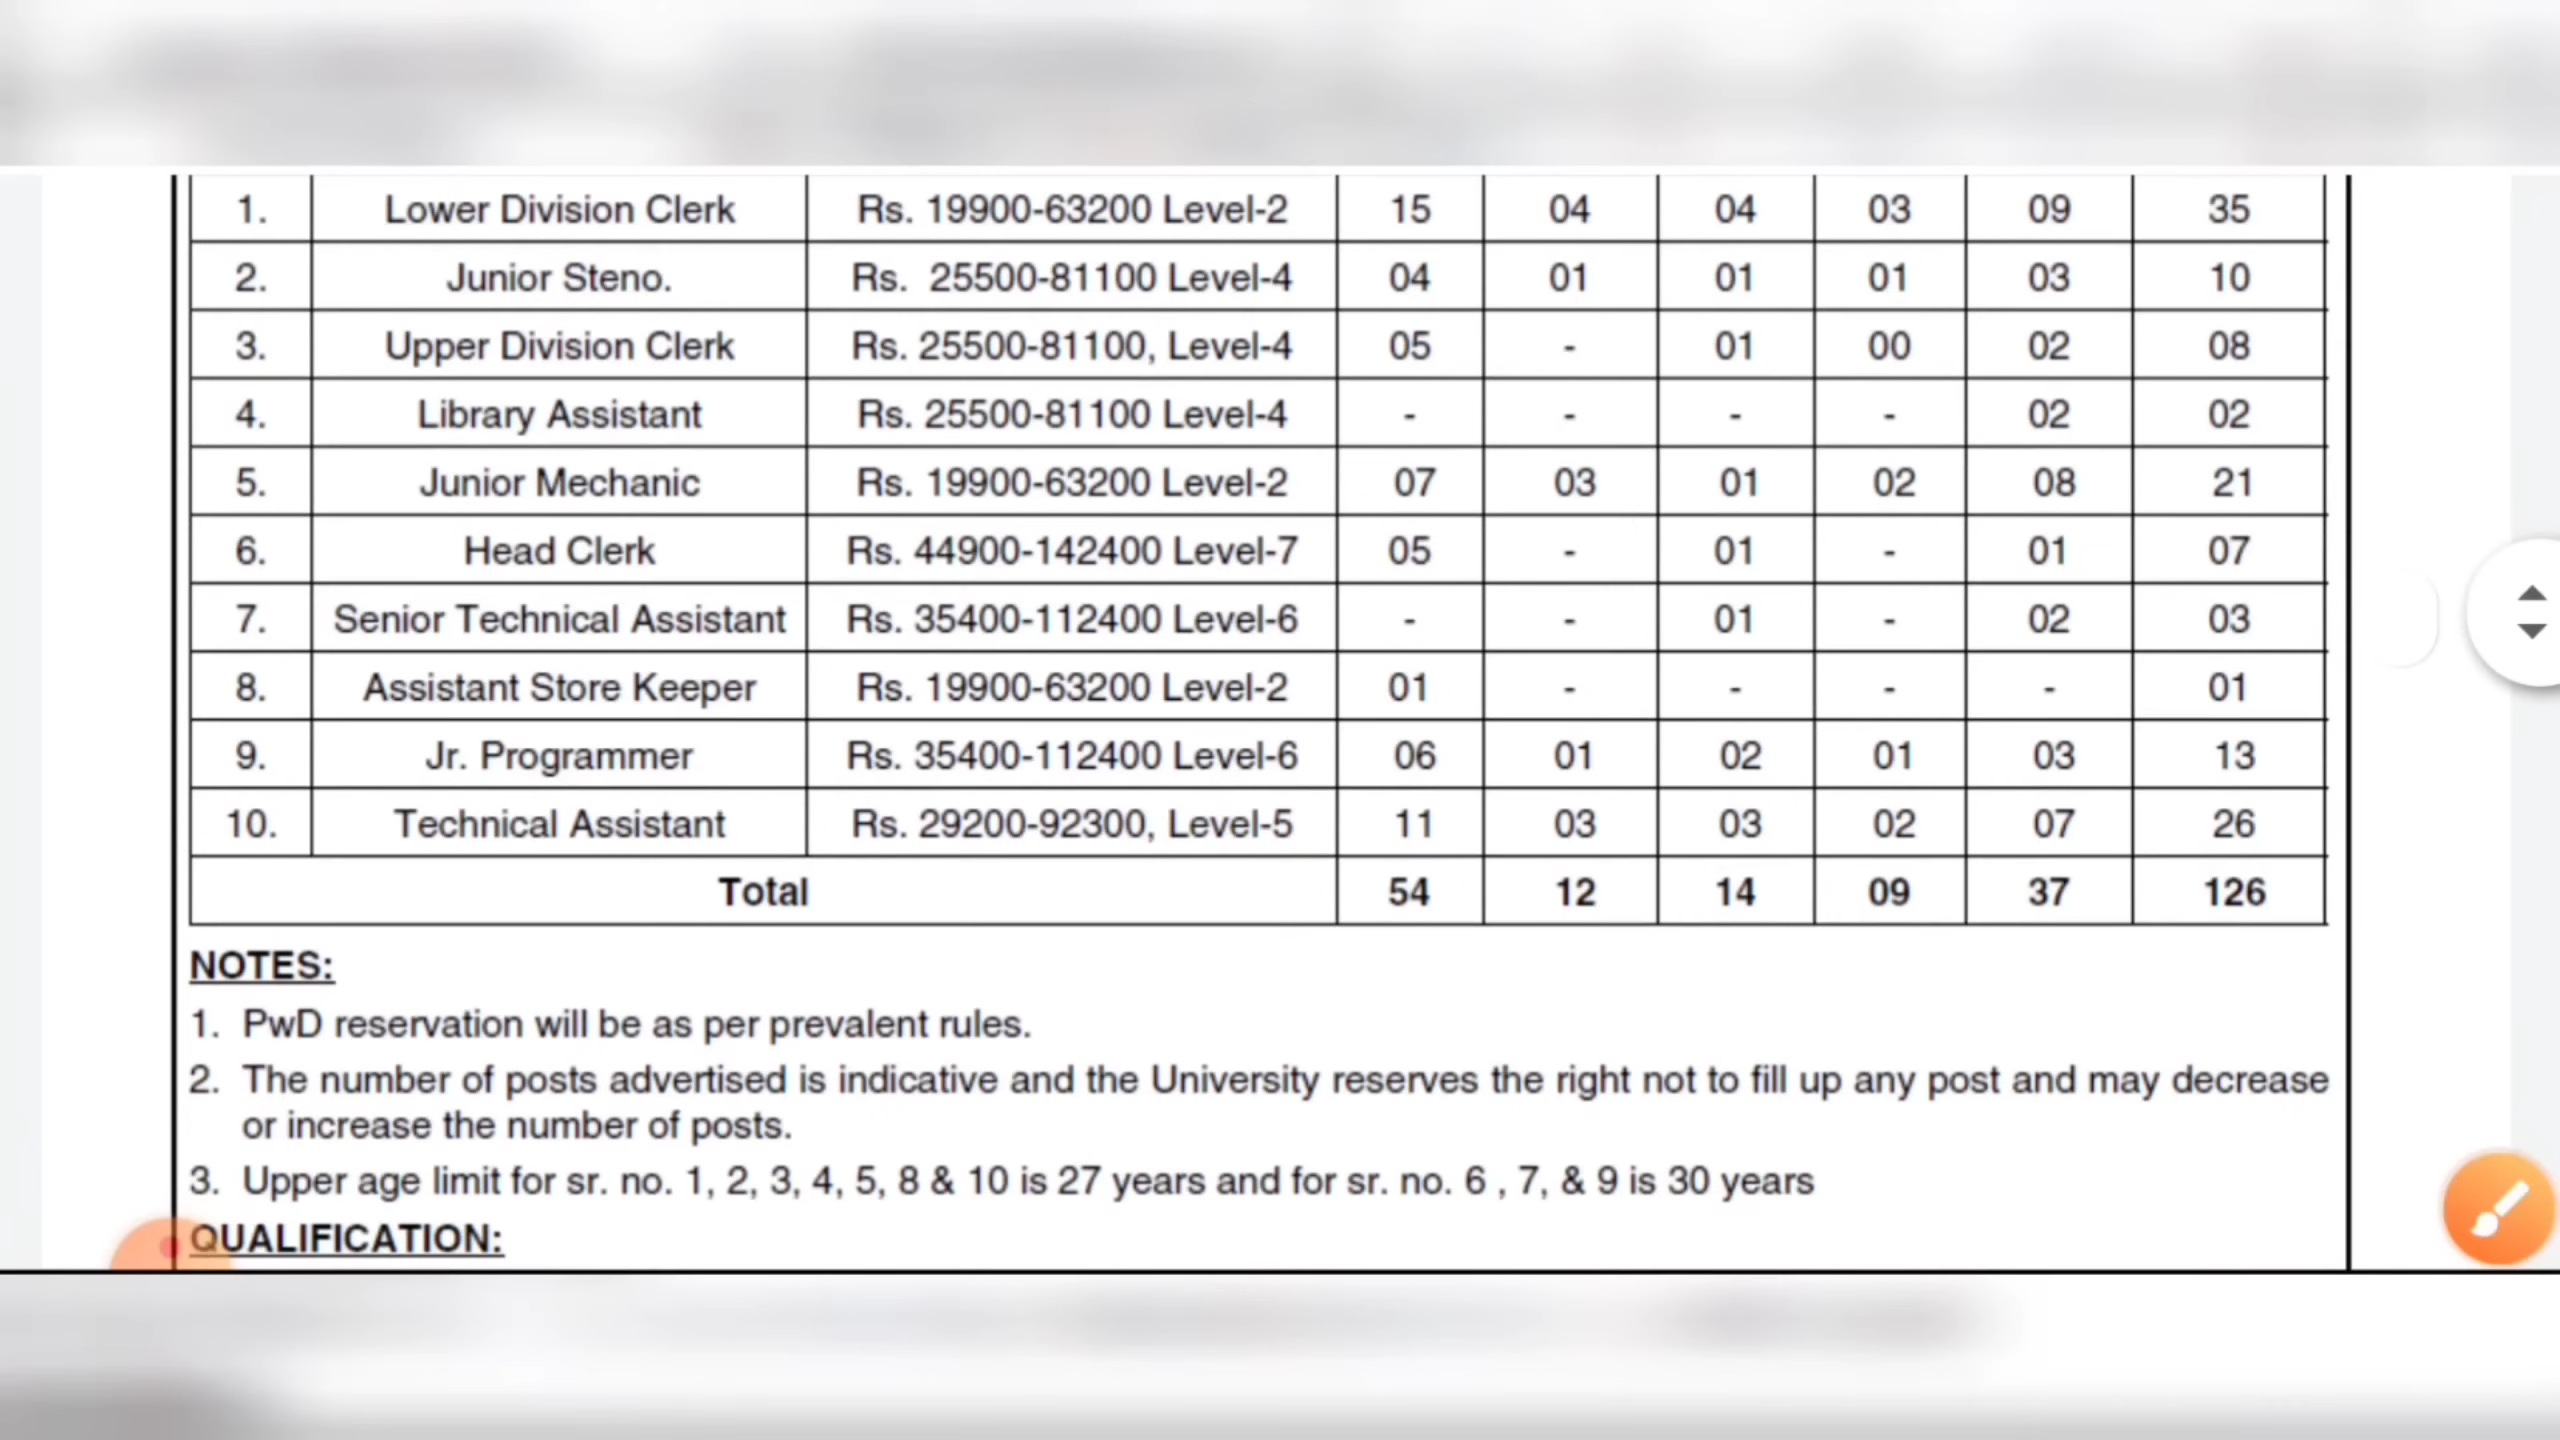 1. Lower Division Clerk Rs. 19900-63200 Level-2 15 04 04 03 09 35
2. Junior Steno. Rs. 25500-81100 Level-4 04 01 01 01 03 10
3. Upper Division Clerk Rs. 25500-81100, Level-4 05 - 01 00 02 08
4. Library Assistant Rs. 25500-81100 Level-4 - - - - 02 02
5. Junior Mechanic Rs. 19900-63200 Level-2 07 03 01 02 08 21
6. Head Clerk Rs. 44900-142400 Level-7 05 - 01 - 01 07
7. Senior Technical Assistant Rs. 35400-112400 Level-6 - - 01 - 02 03
8. Assistant Store Keeper Rs. 19900-63200 Level-2 01 - - - - 01
9. Jr. Programmer Rs. 35400-112400 Level-6 06 01 02 01 03 13
10. Technical Assistant Rs. 29200-92300, Level-5 11 03 03 02 07 26
Total 54 12 14 09 37 126
NOTES:
1. PwD reservation will be as per prevalent rules.
2. The number of posts advertised is indicative and the University reserves the right not to fill up any post and may decrease
or increase the number of posts.
3. Upper age limit for sr. no. 1, 2, 3, 4, 5, 8 & 10 is 27 years and for sr. no. 6 , 7, & 9 is 30 years
QUALIFICATION: